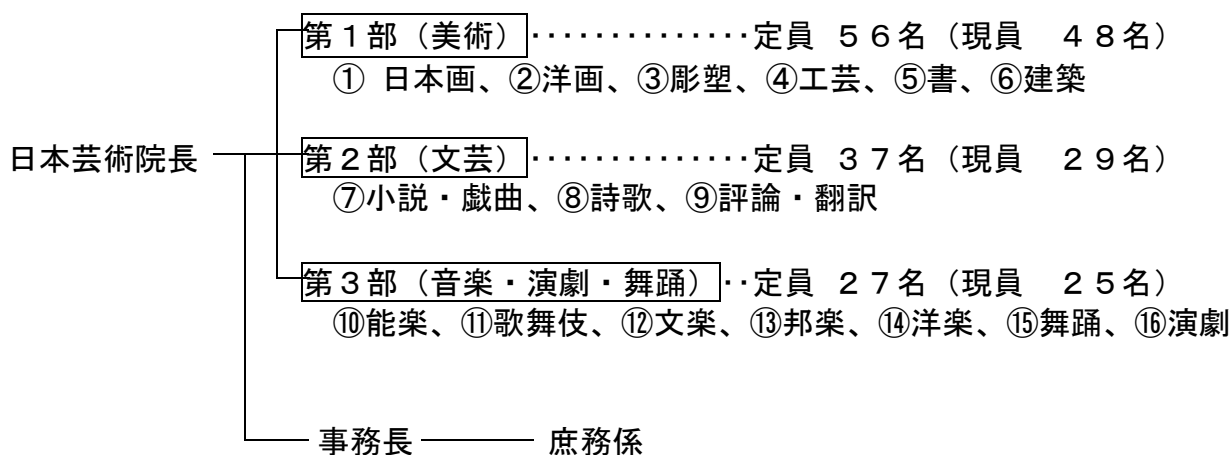 第１部（美術）··············定員　５６名（現員　４８名）
①　日本画、②洋画、③彫塑、④工芸、⑤書、⑥建築
日本芸術院長　第２部（文芸）··············定員　３７名（現員　２９名）
⑦小説・戯曲、⑧詩歌、⑨評論・翻訳
第３部（音楽・演劇・舞踊）··定員　２７名（現員　２５名）
⑩能楽、⑪歌舞伎、⑫文楽、⑬邦楽、⑭洋楽、⑮舞踊、⑯演劇
事務長　庶務係